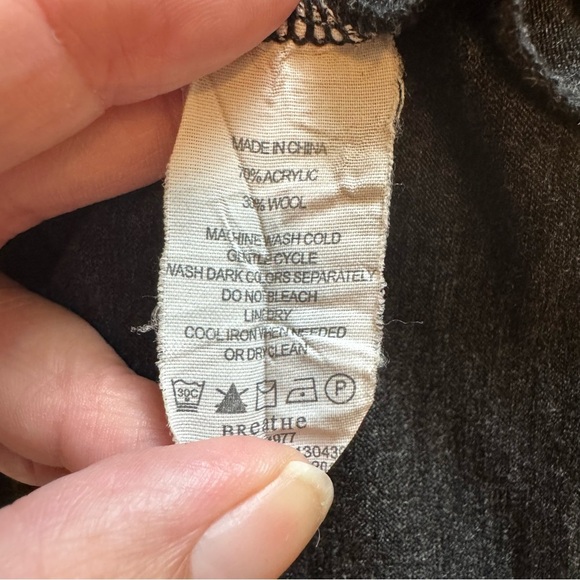 MADE IN CHINA
70% ACRYLIC
30% WOOL
MACHINE WASH COLD
GENTLE CYCLE
WASH DARK COLORS SEPARATELY
DO NOT BLEACH
LINE DRY
COOL IRON WHEN NEEDED
OR DRY CLEAN
30C
P
BReatHe